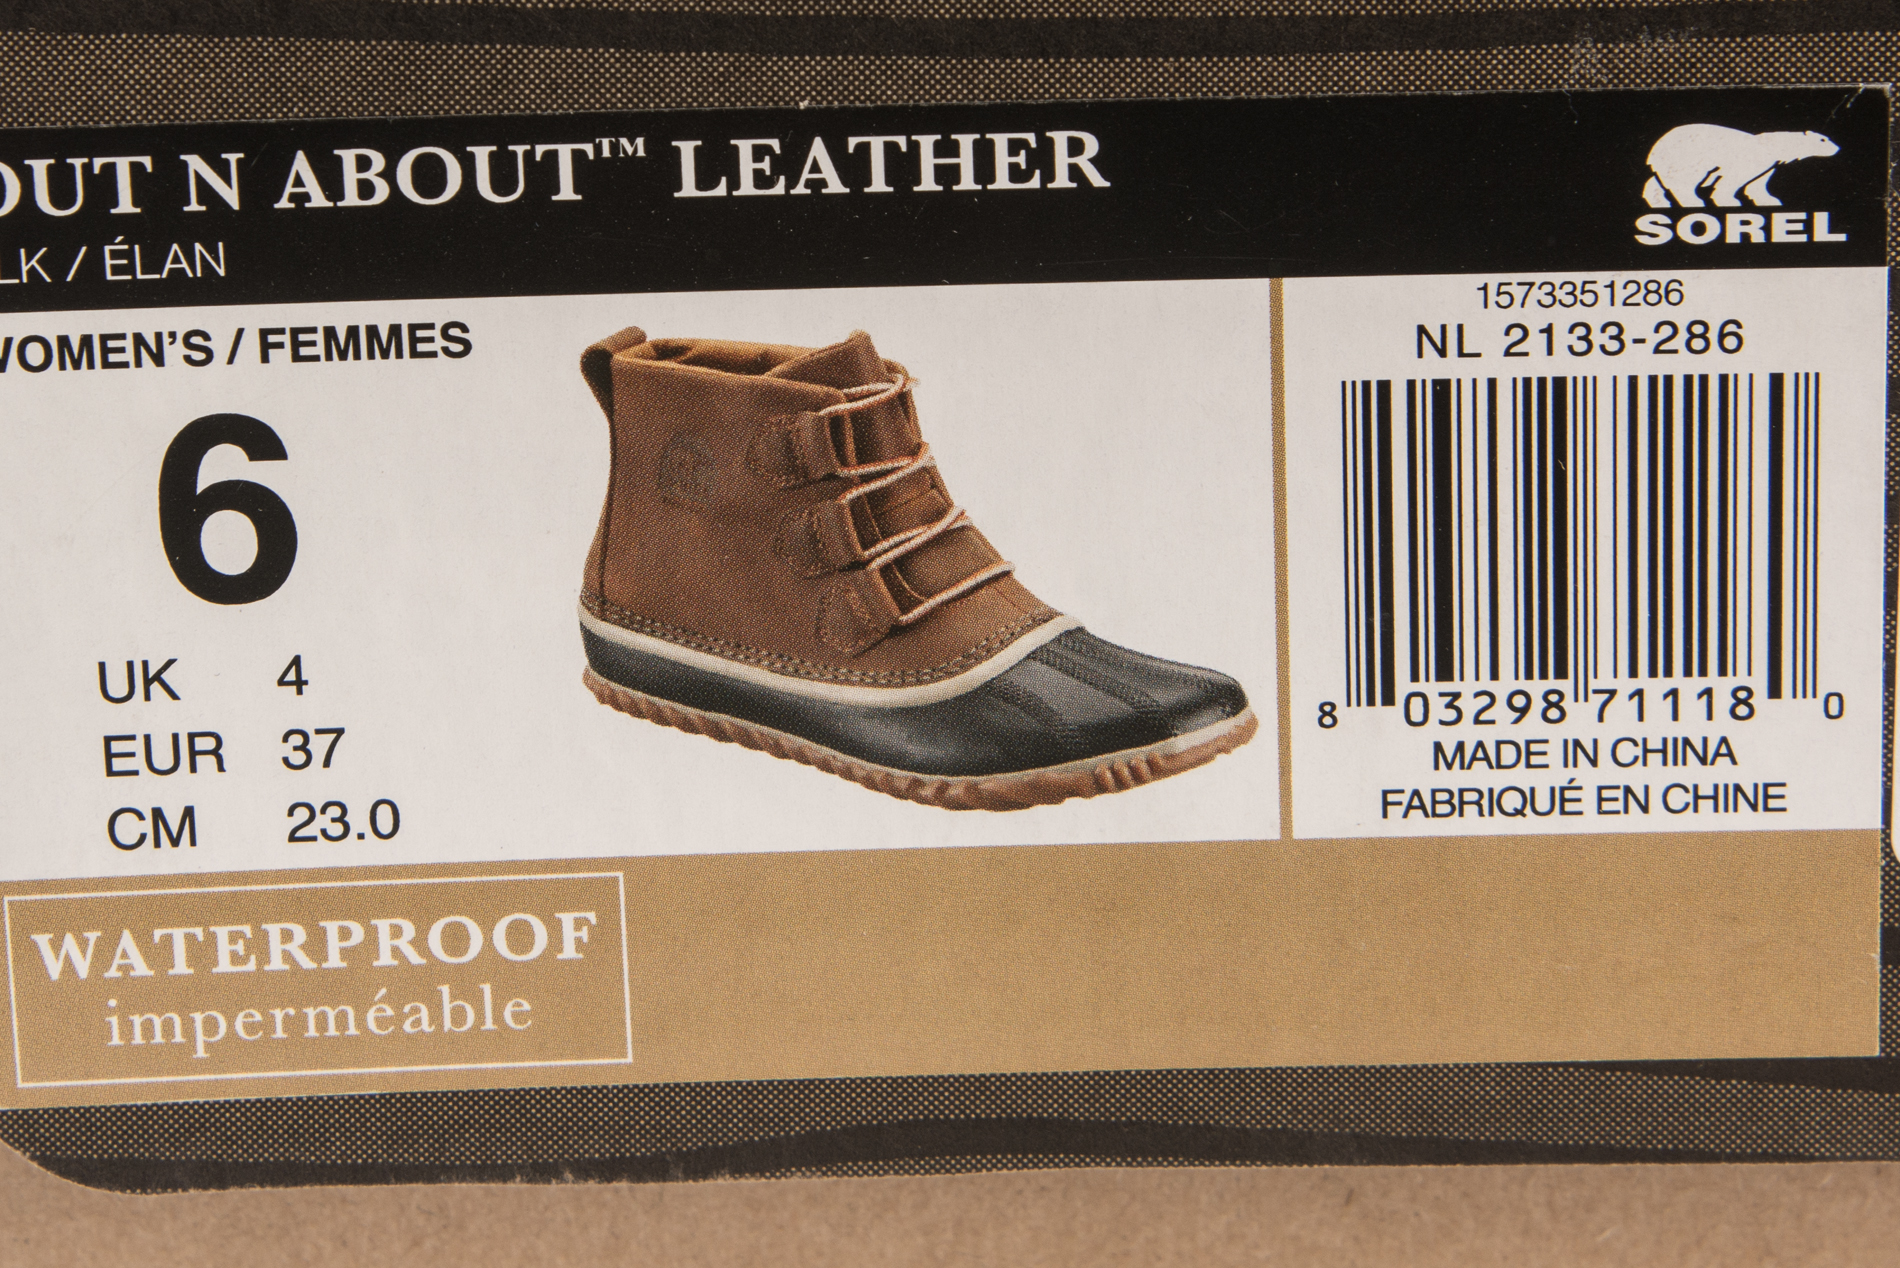 OUT N ABOUT™ LEATHER
LK / ÉLAN
SOREL
WOMEN'S / FEMMES
6
UK 4
EUR 37
CM 23.0
1573351286
NL 2133-286
8 03298 71118 0
MADE IN CHINA
FABRIQUÉ EN CHINE
WATERPROOF
imperméable